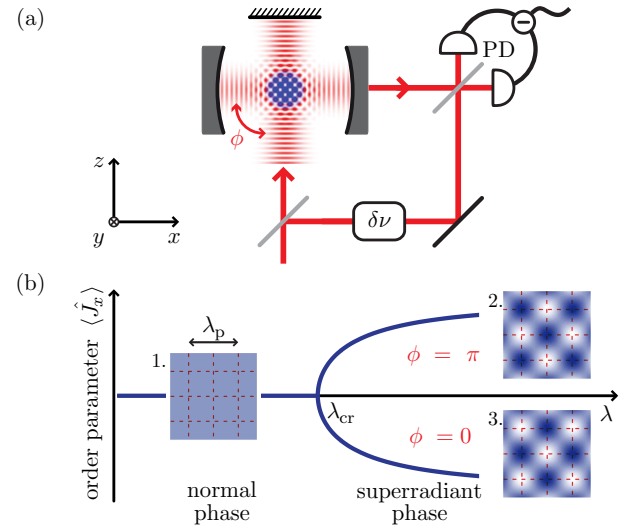 (a)
PD
−
ϕ
z
y
x
δν
(b)
order parameter ⟨Ĵₓ⟩
1.
λp
λcr
ϕ = π
ϕ = 0
2.
3.
λ
normal
phase
superradiant
phase